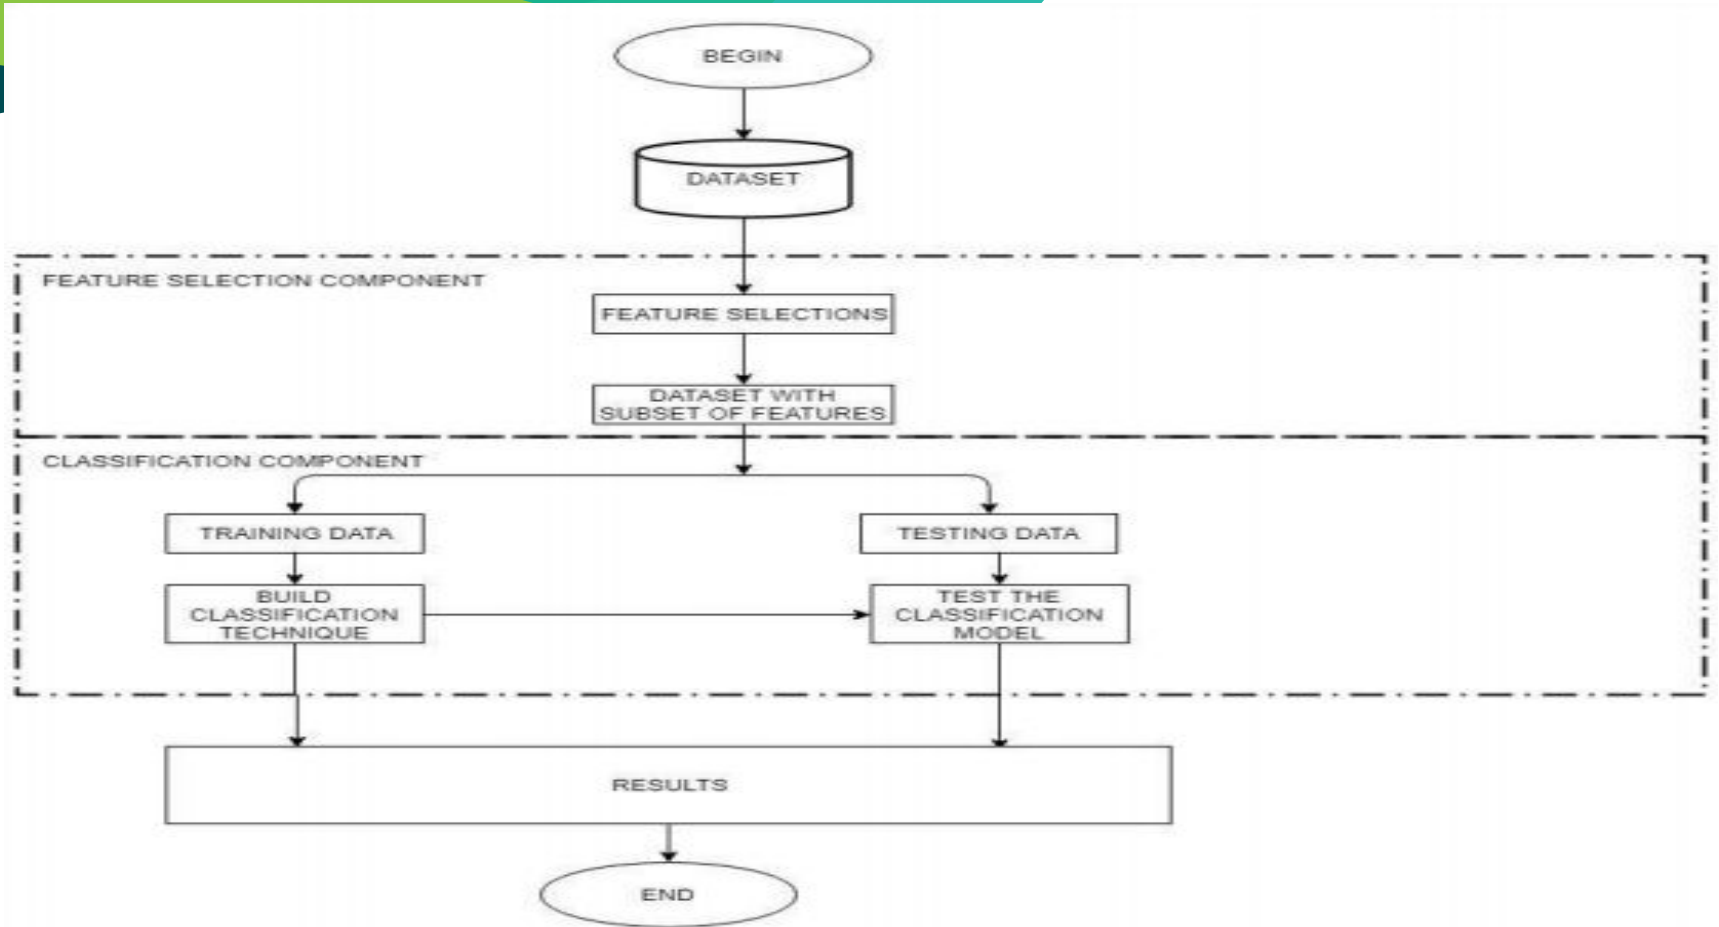 BEGIN
DATASET
FEATURE SELECTION COMPONENT
FEATURE SELECTIONS
DATASET WITH
SUBSET OF FEATURES
CLASSIFICATION COMPONENT
TRAINING DATA
TESTING DATA
BUILD
CLASSIFICATION
TECHNIQUE
TEST THE
CLASSIFICATION
MODEL
RESULTS
END